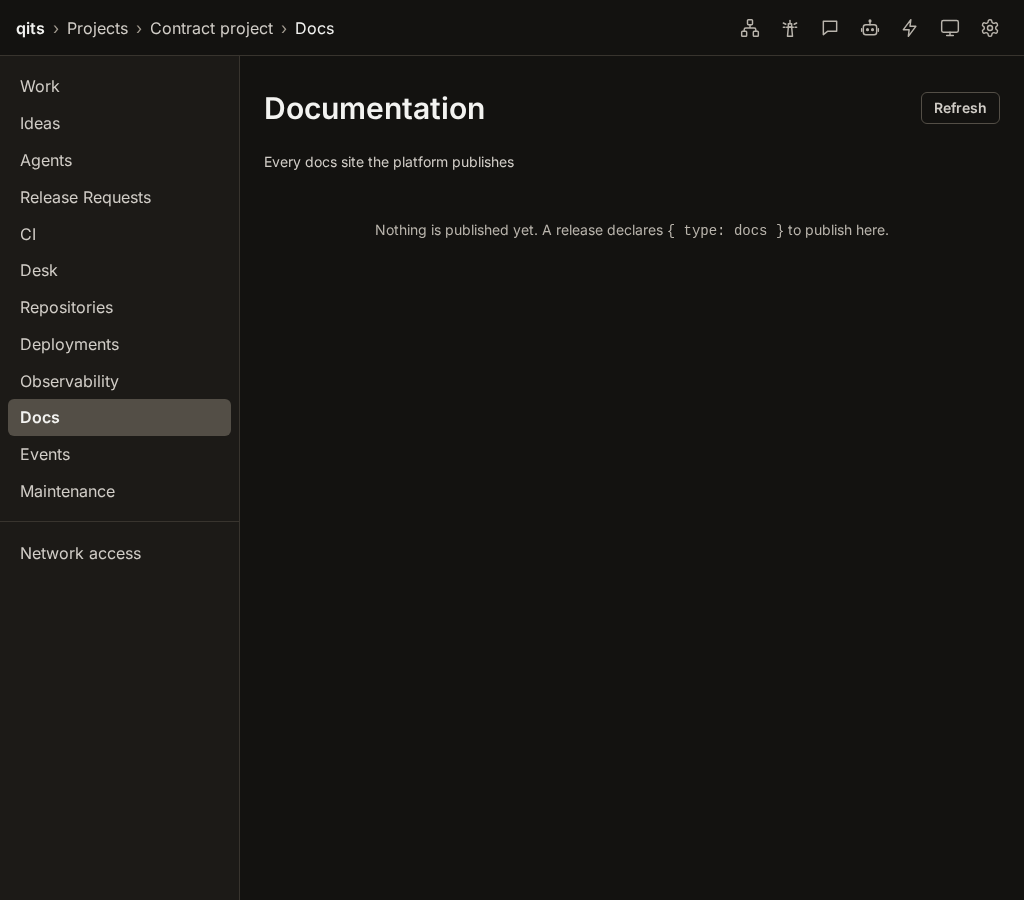 qits › Projects › Contract project › Docs
Work
Ideas
Agents
Release Requests
CI
Desk
Repositories
Deployments
Observability
Docs
Events
Maintenance
Network access
Documentation
Refresh
Every docs site the platform publishes
Nothing is published yet. A release declares { type: docs } to publish here.